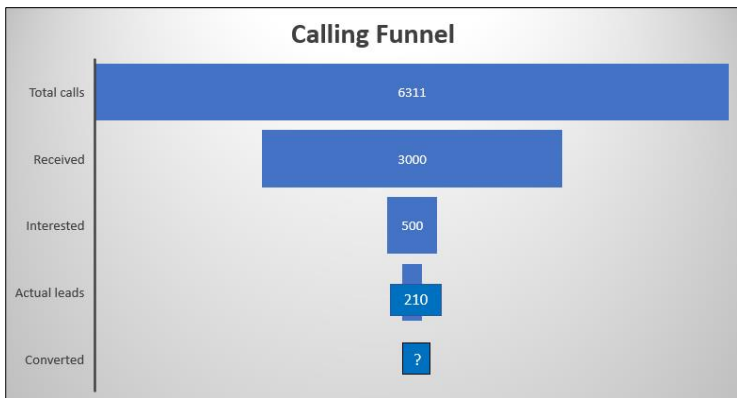 Calling Funnel
Total calls 6311
Received 3000
Interested 500
Actual leads 210
Converted ?